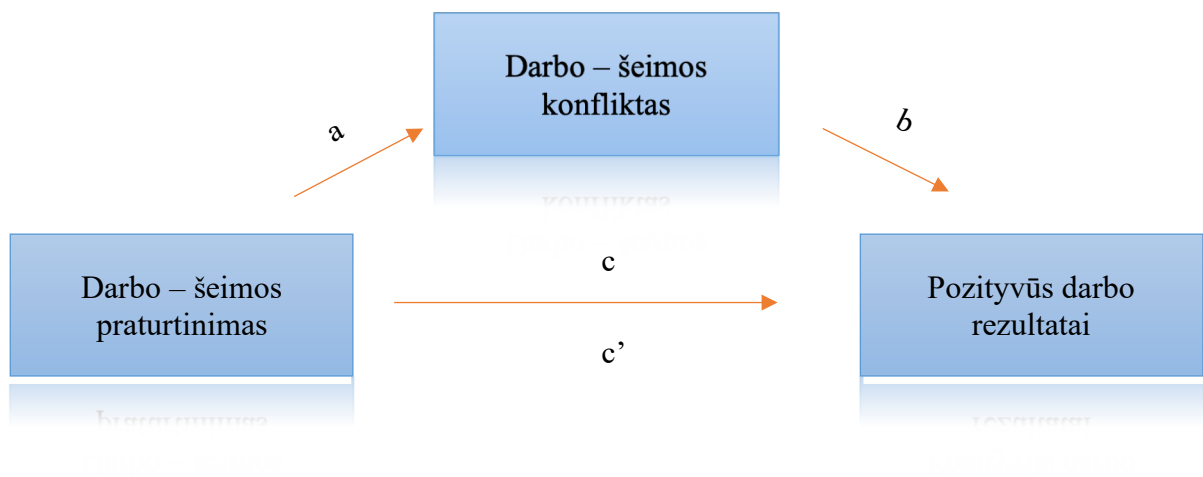 Darbo – šeimos
konfliktas
a
b
Darbo – šeimos
praturtinimas
c
c’
Pozityvūs darbo
rezultatai